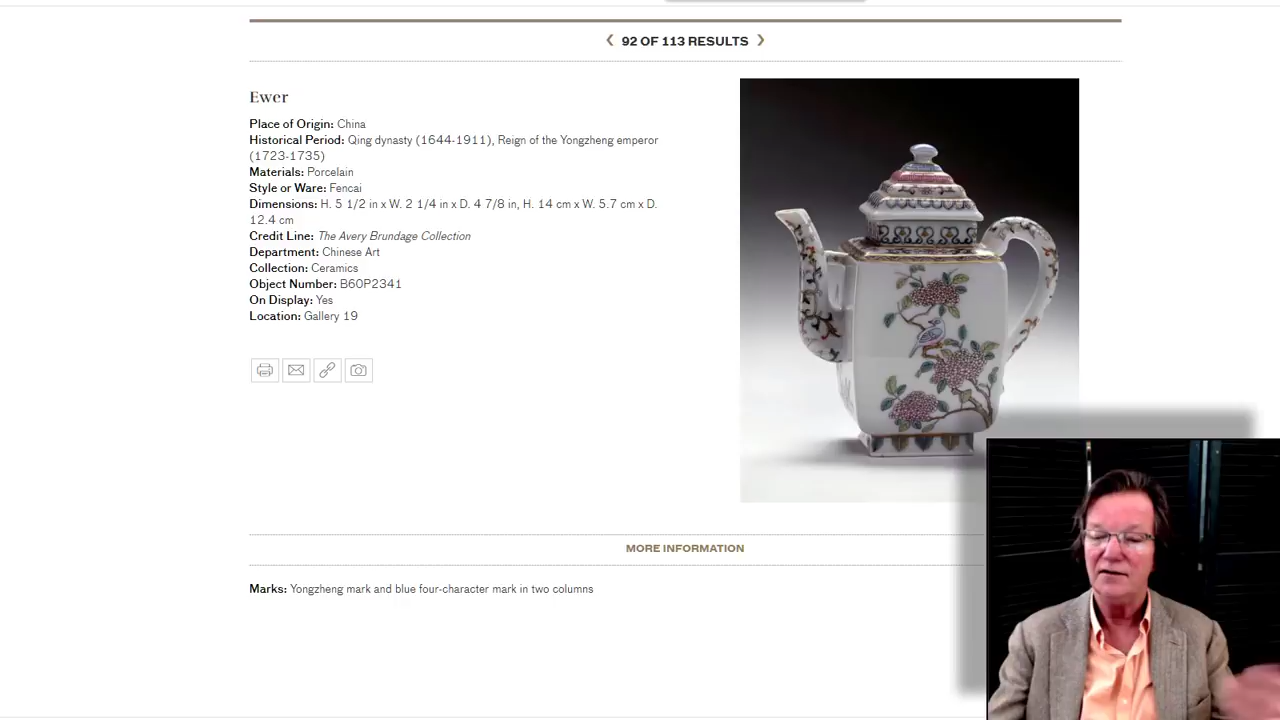 92 OF 113 RESULTS
Ewer
Place of Origin: China
Historical Period: Qing dynasty (1644-1911), Reign of the Yongzheng emperor
(1723-1735)
Materials: Porcelain
Style or Ware: Fencai
Dimensions: H. 5 1/2 in x W. 2 1/4 in x D. 4 7/8 in, H. 14 cm x W. 5.7 cm x D.
12.4 cm
Credit Line: The Avery Brundage Collection
Department: Chinese Art
Collection: Ceramics
Object Number: B60P2341
On Display: Yes
Location: Gallery 19
MORE INFORMATION
Marks: Yongzheng mark and blue four-character mark in two columns